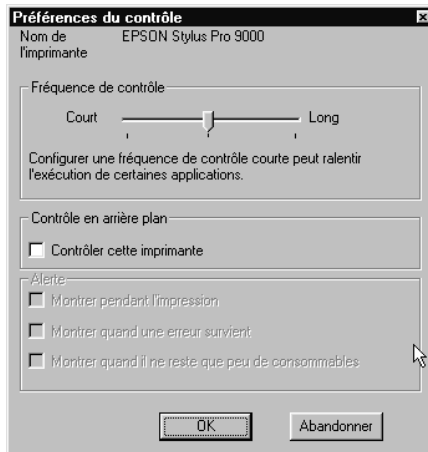 Préférences du contrôle
Nom de l'imprimante EPSON Stylus Pro 9000
Fréquence de contrôle
Court Long
Configurer une fréquence de contrôle courte peut ralentir
l'exécution de certaines applications.
Contrôle en arrière plan
Contrôler cette imprimante
Alerte
Montrer pendant l'impression
Montrer quand une erreur survient
Montrer quand il ne reste que peu de consommables
OK Abandonner